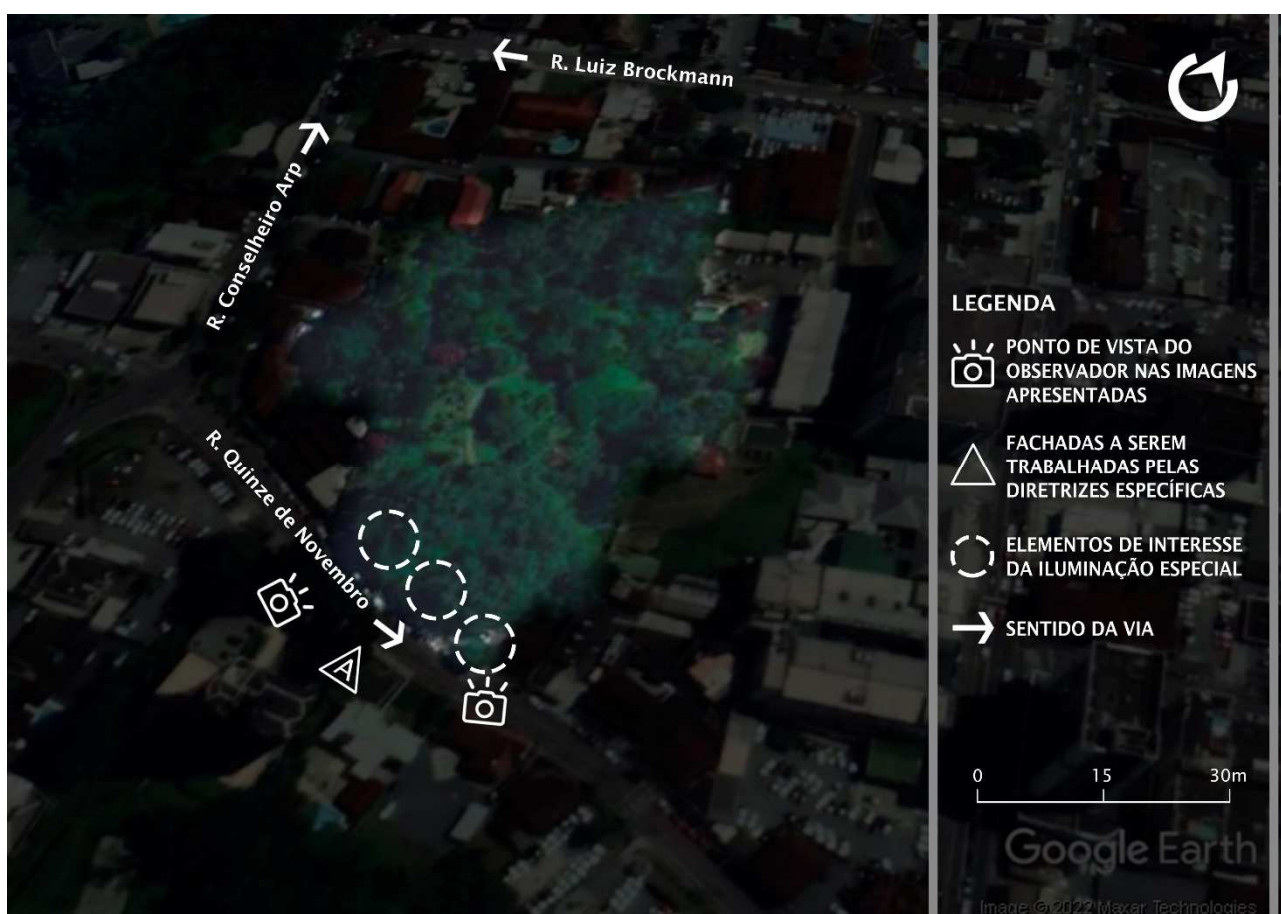 R. Luiz Brockmann
R. Conselheiro Arp
R. Quinze de Novembro
A
LEGENDA
PONTO DE VISTA DO
OBSERVADOR NAS IMAGENS
APRESENTADAS
FACHADAS A SEREM
TRABALHADAS PELAS
DIRETRIZES ESPECÍFICAS
ELEMENTOS DE INTERESSE
DA ILUMINAÇÃO ESPECIAL
SENTIDO DA VIA
0 15 30m
Google Earth
Image © 2022 Maxar Technologies